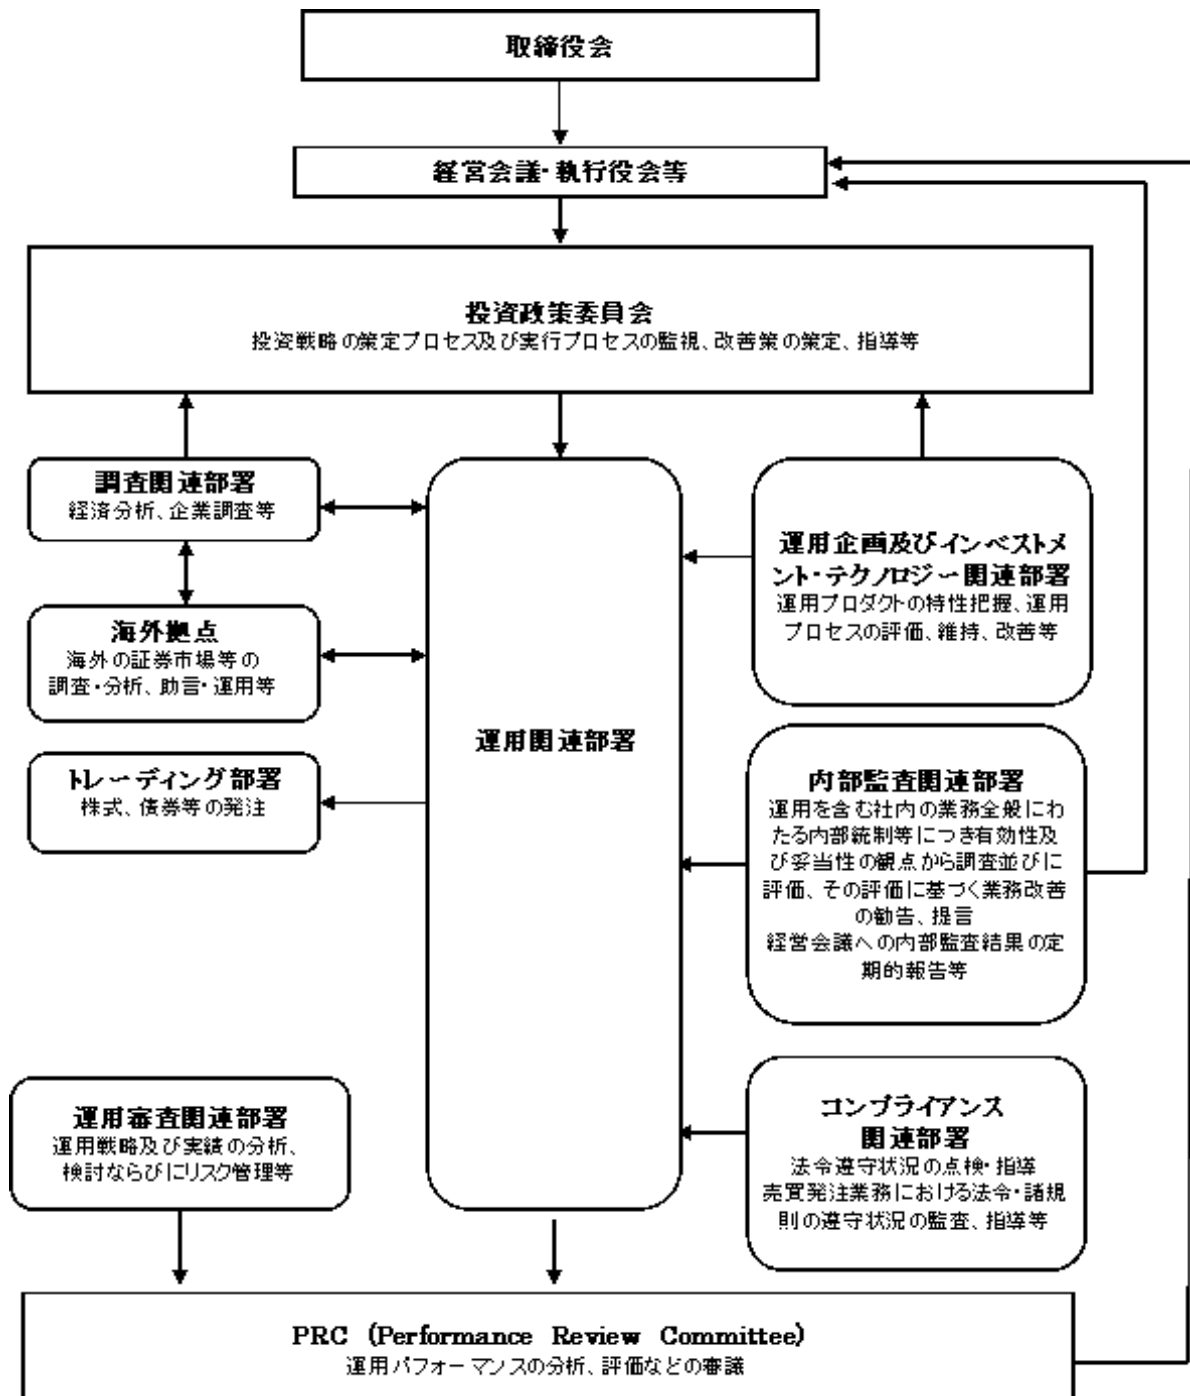 取締役会
経営会議・執行役会等
投資政策委員会
投資戦略の策定プロセス及び実行プロセスの監視、改善策の策定、指導等
調査関連部署
経済分析、企業調査等
海外拠点
海外の証券市場等の
調査・分析、助言・運用等
トレーディング部署
株式、債券等の発注
運用関連部署
運用企画及びインベストメ
ント・テクノロジー関連部署
運用プロダクトの特性把握、運用
プロセスの評価、維持、改善等
内部監査関連部署
運用を含む社内の業務全般にわ
たる内部統制等につき有効性及
び妥当性の観点から調査並びに
評価、その評価に基づく業務改善
の勧告、提言
経営会議への内部監査結果の定
期的報告等
コンプライアンス
関連部署
法令遵守状況の点検・指導
売買発注業務における法令・諸規
則の遵守状況の監査、指導等
運用審査関連部署
運用戦略及び実績の分析、
検討ならびにリスク管理等
PRC (Performance Review Committee)
運用パフォーマンスの分析、評価などの審議